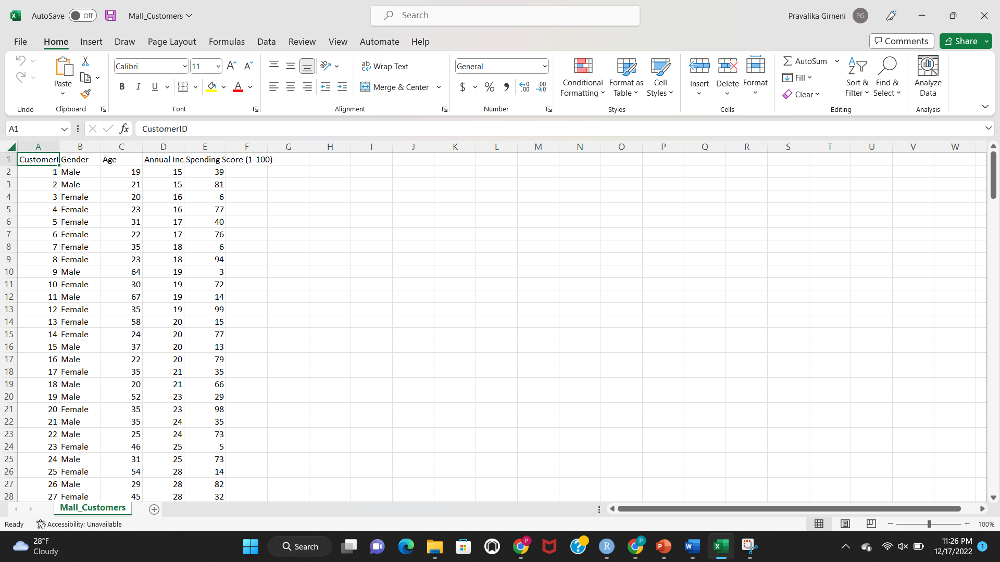 AutoSave Off Mall_Customers Search Pravalika Girneni PG
File Home Insert Draw Page Layout Formulas Data Review View Automate Help Comments Share
Calibri 11 Wrap Text General AutoSum
Paste B I U Merge & Center $ % Conditional Formatting Format as Table Cell Styles Insert Delete Format Fill Sort & Filter Find & Select Analyze Data
Clear
Undo Clipboard Font Alignment Number Styles Cells Editing Analysis
A1 fx CustomerID
A B C D E F G H I J K L M N O P Q R S T U V W
1 CustomerI Gender Age Annual Inc Spending Score (1-100)
2 1 Male 19 15 39
3 2 Male 21 15 81
4 3 Female 20 16 6
5 4 Female 23 16 77
6 5 Female 31 17 40
7 6 Female 22 17 76
8 7 Female 35 18 6
9 8 Female 23 18 94
10 9 Male 64 19 3
11 10 Female 30 19 72
12 11 Male 67 19 14
13 12 Female 35 19 99
14 13 Female 58 20 15
15 14 Female 24 20 77
16 15 Male 37 20 13
17 16 Male 22 20 79
18 17 Female 35 21 35
19 18 Male 20 21 66
20 19 Male 52 23 29
21 20 Female 35 23 98
22 21 Male 35 24 35
23 22 Male 25 24 73
24 23 Female 46 25 5
25 24 Male 31 25 73
26 25 Female 54 28 14
27 26 Male 29 28 82
28 27 Female 45 28 32
Mall_Customers
Ready Accessibility: Unavailable 100%
28°F
Cloudy
Search
11:26 PM
12/17/2022
1